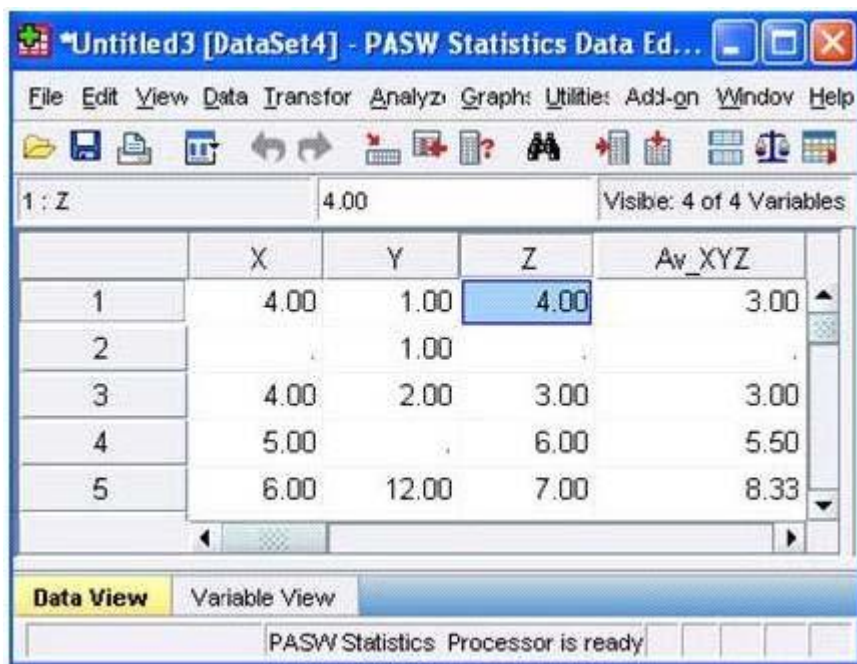 *Untitled3 [DataSet4] - PASW Statistics Data Ed...
File Edit View Data Transfor Analyz Graph Utilitie Add-on Windov Help
1 : Z 4.00 Visibe: 4 of 4 Variables
X Y Z Av_XYZ
1 4.00 1.00 4.00 3.00
2 . 1.00 . .
3 4.00 2.00 3.00 3.00
4 5.00 . 6.00 5.50
5 6.00 12.00 7.00 8.33
Data View Variable View
PASW Statistics Processor is ready